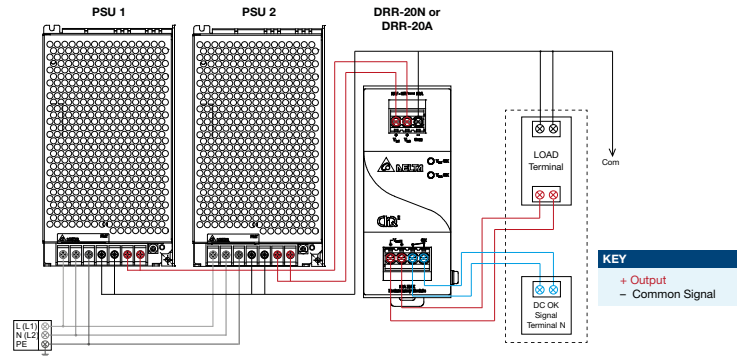 PSU 1
PSU 2
DRR-20N or
DRR-20A
DELTA
LOAD
Terminal
Com
KEY
+ Output
– Common Signal
DC OK
Signal
Terminal N
L (L1)
N (L2)
PE